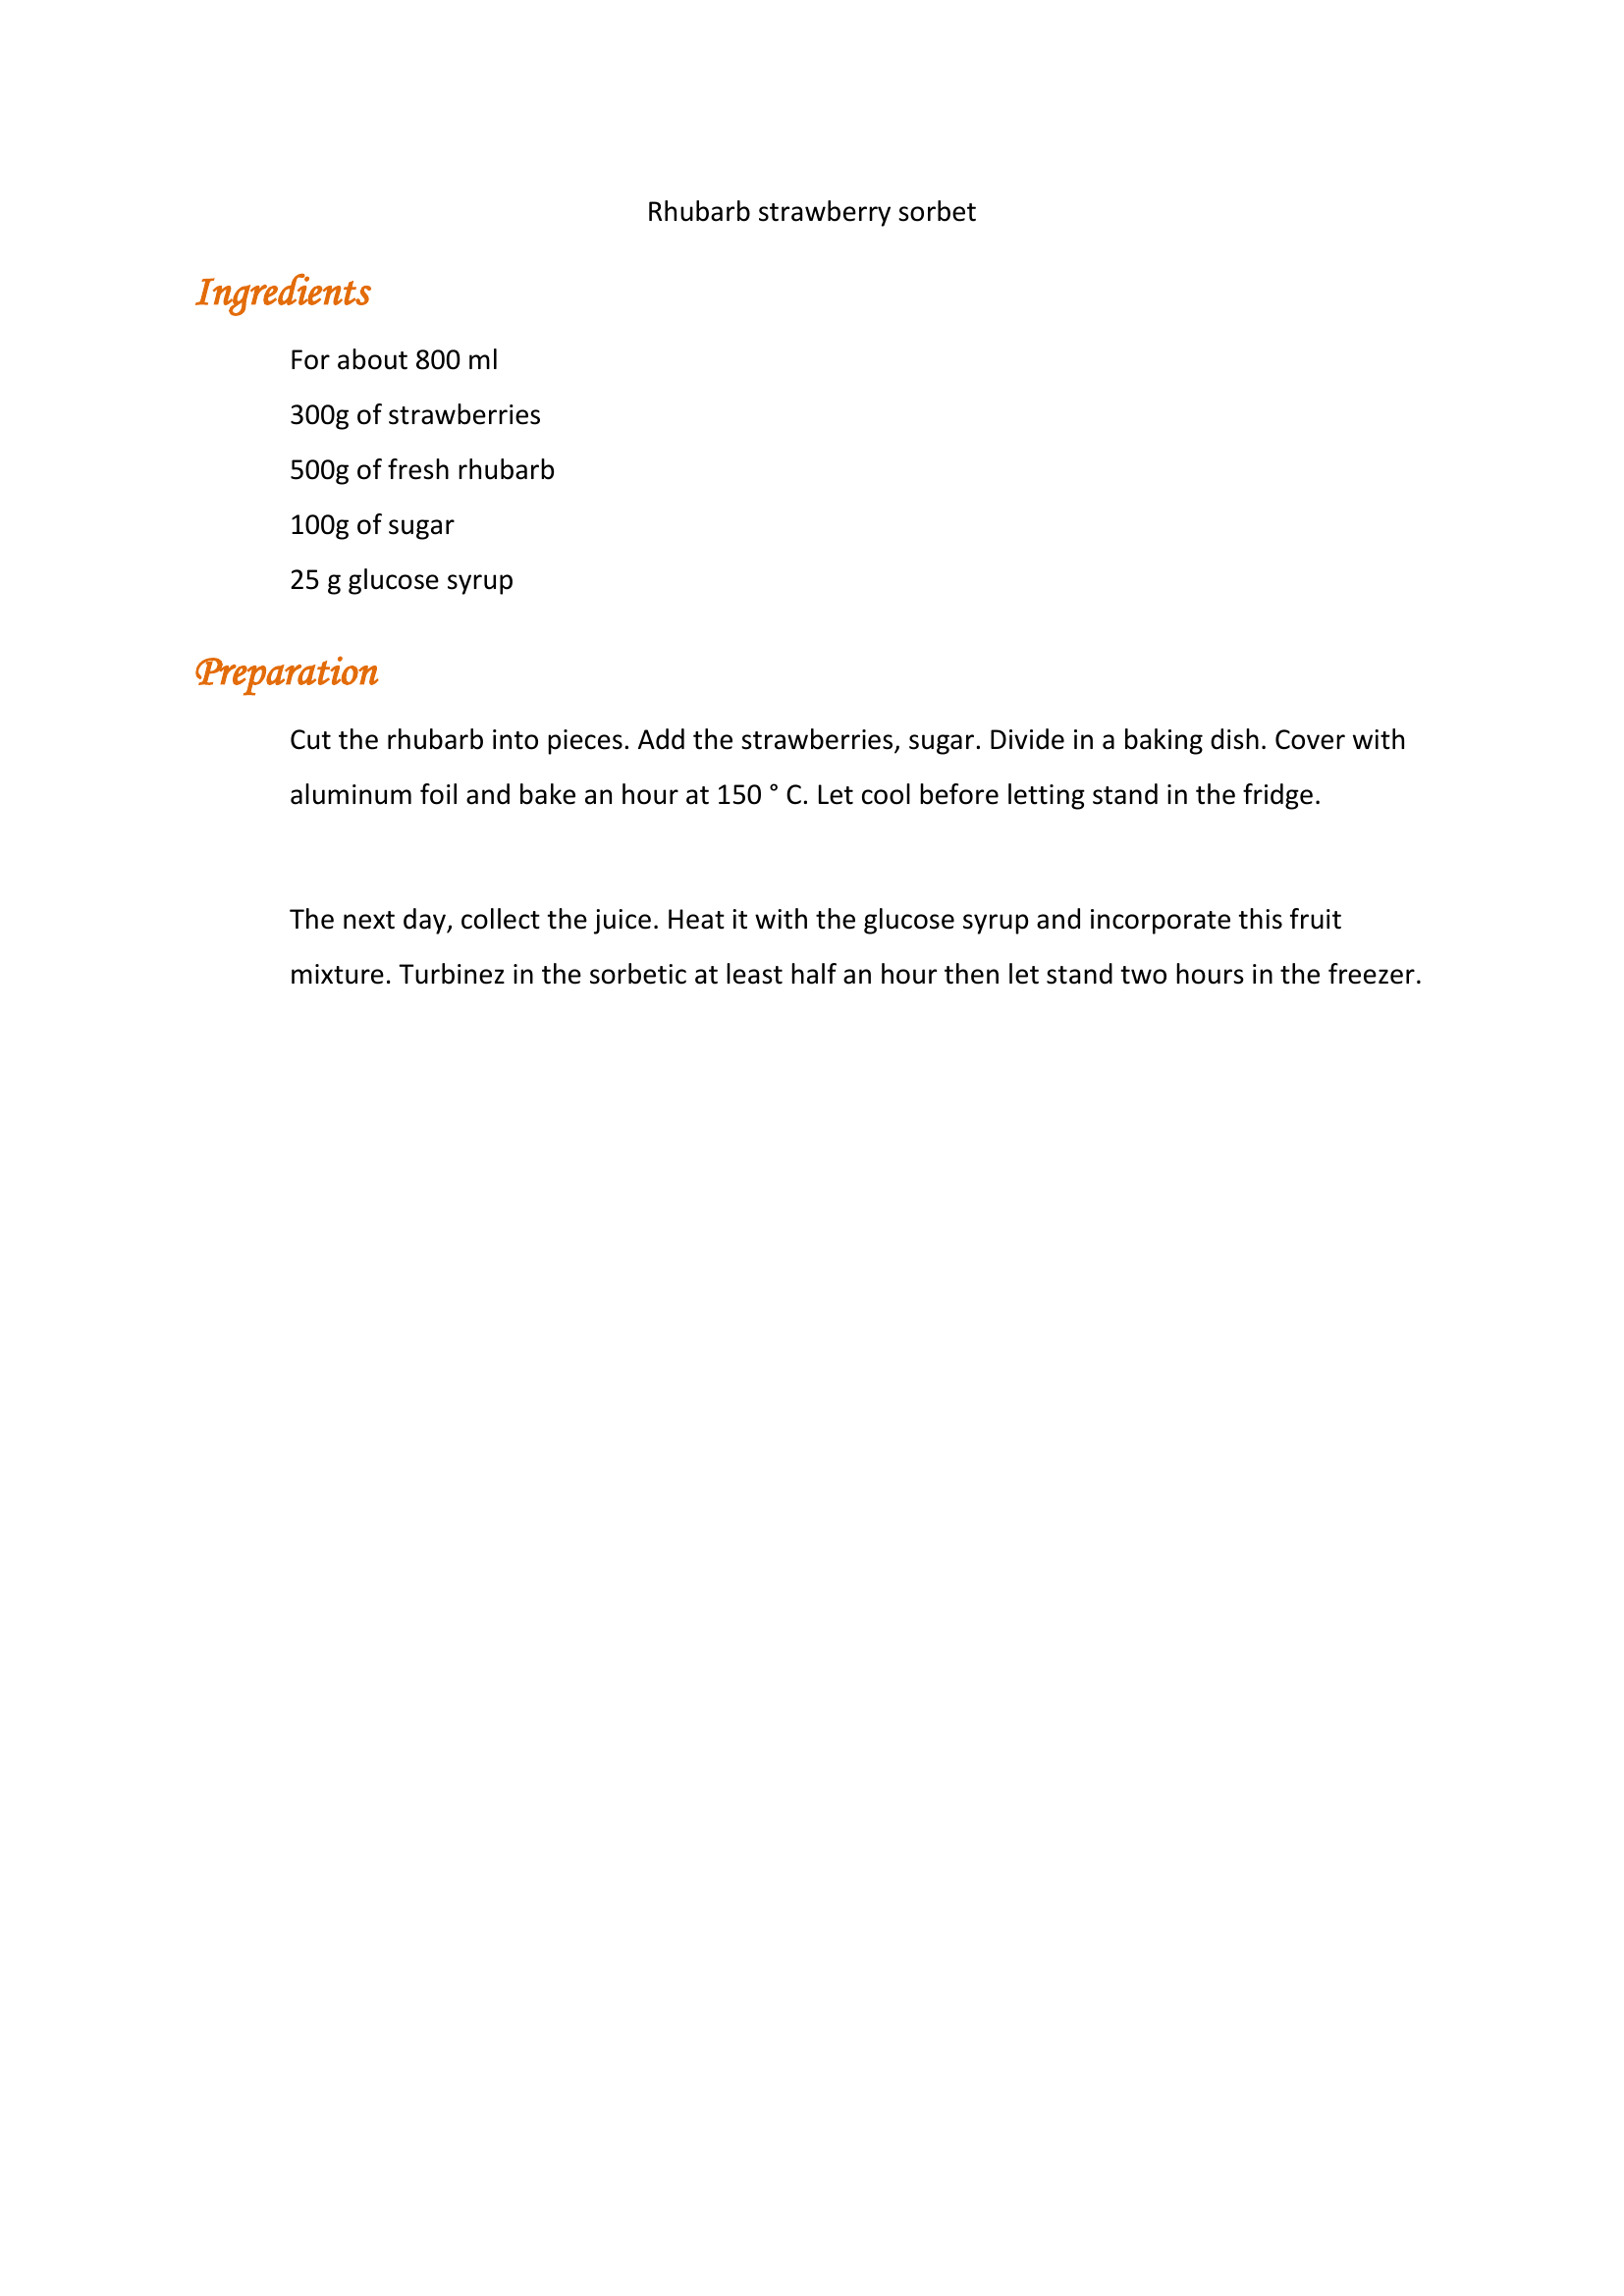 Rhubarb strawberry sorbet
Ingredients
For about 800 ml
300g of strawberries
500g of fresh rhubarb
100g of sugar
25 g glucose syrup
Preparation
Cut the rhubarb into pieces. Add the strawberries, sugar. Divide in a baking dish. Cover with
aluminum foil and bake an hour at 150 ° C. Let cool before letting stand in the fridge.
The next day, collect the juice. Heat it with the glucose syrup and incorporate this fruit
mixture. Turbinez in the sorbetic at least half an hour then let stand two hours in the freezer.